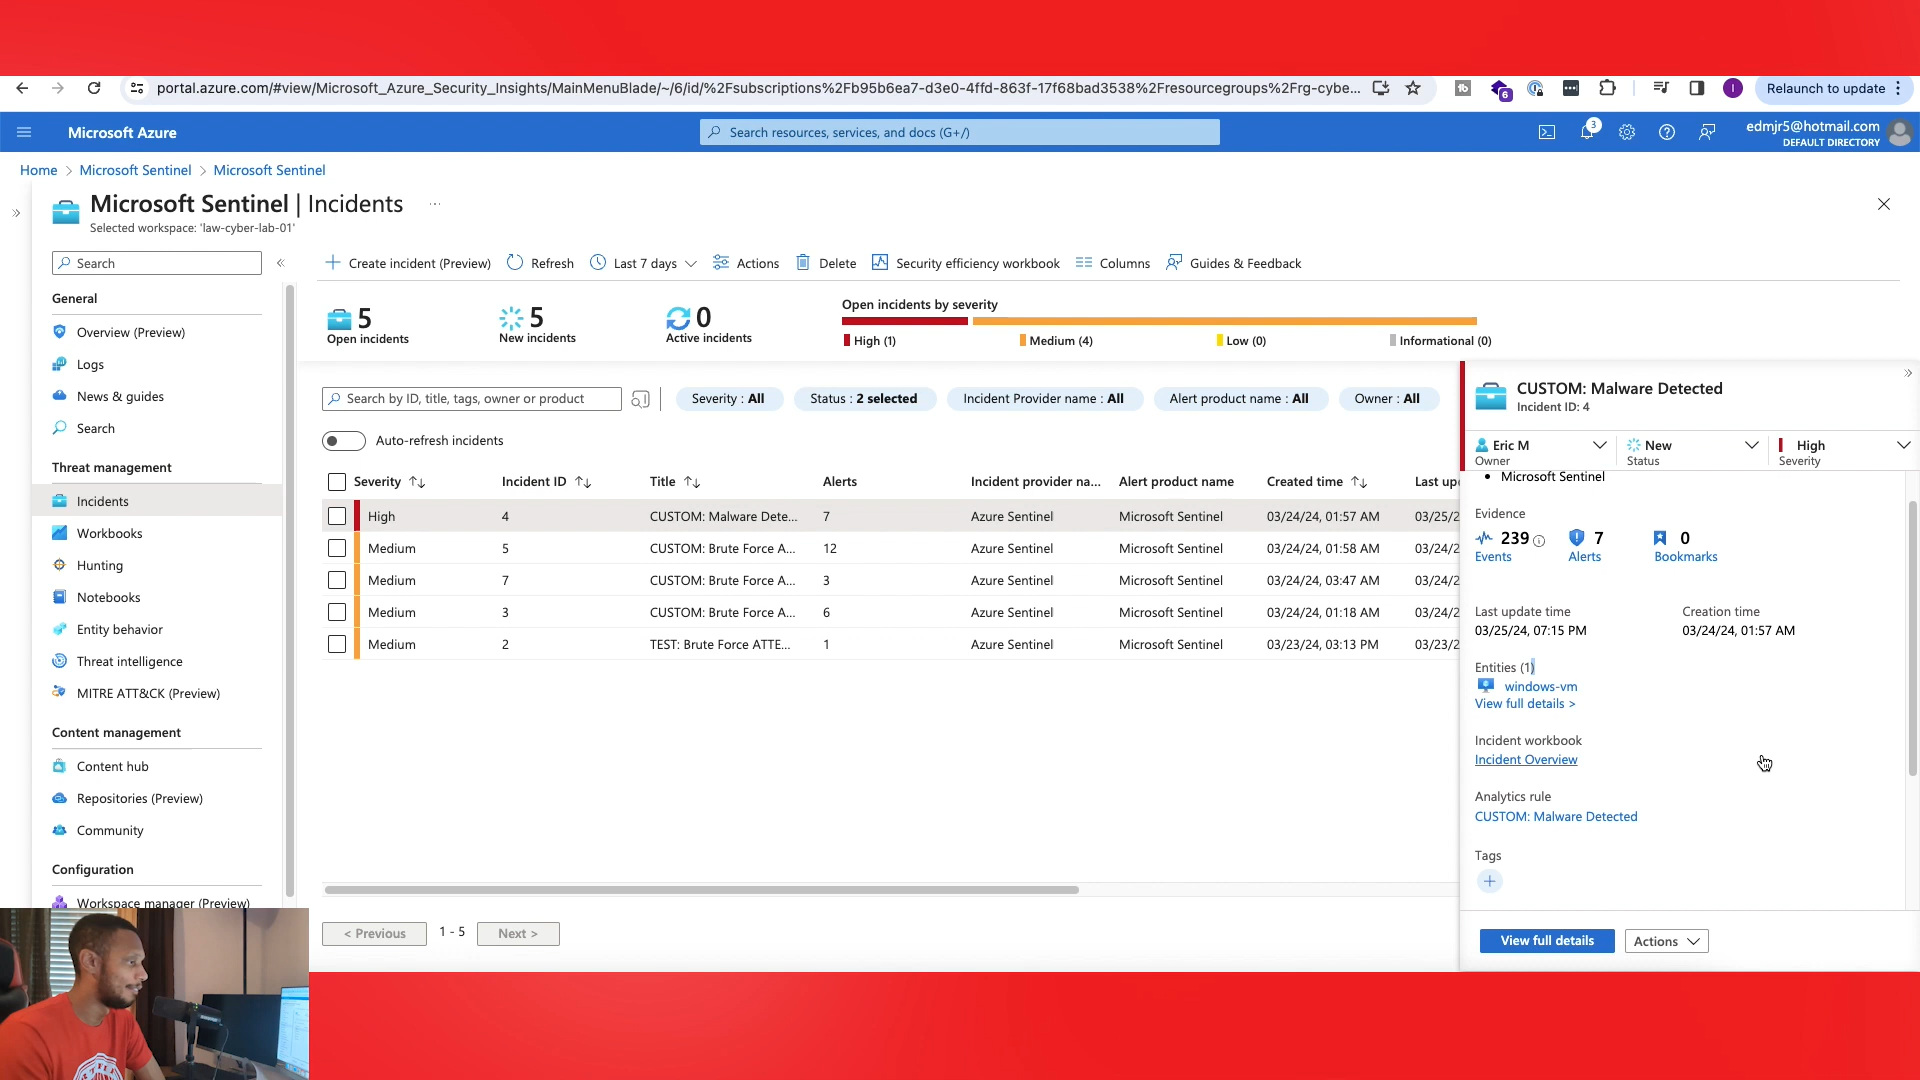 portal.azure.com/#view/Microsoft_Azure_Security_Insights/MainMenuBlade/~/6/id/%2Fsubscriptions%2Fb95b6ea7-d3e0-4ffd-863f-17f68bad3538%2Fresourcegroups%2Frg-cybe...
6
I
Relaunch to update
Microsoft Azure
Search resources, services, and docs (G+/)
3
edmjr5@hotmail.com
DEFAULT DIRECTORY
Home > Microsoft Sentinel > Microsoft Sentinel
Microsoft Sentinel | Incidents ...
Selected workspace: 'law-cyber-lab-01'
Search
General
Overview (Preview)
Logs
News & guides
Search
Threat management
Incidents
Workbooks
Hunting
Notebooks
Entity behavior
Threat intelligence
MITRE ATT&CK (Preview)
Content management
Content hub
Repositories (Preview)
Community
Configuration
Workspace manager (Preview)
Create incident (Preview) Refresh Last 7 days Actions Delete Security efficiency workbook Columns Guides & Feedback
5
Open incidents
5
New incidents
0
Active incidents
Open incidents by severity
High (1) Medium (4) Low (0) Informational (0)
Search by ID, title, tags, owner or product
Severity : All
Status : 2 selected
Incident Provider name : All
Alert product name : All
Owner : All
Auto-refresh incidents
Severity Incident ID Title Alerts Incident provider na... Alert product name Created time Last up
High 4 CUSTOM: Malware Dete... 7 Azure Sentinel Microsoft Sentinel 03/24/24, 01:57 AM 03/25/2
Medium 5 CUSTOM: Brute Force A... 12 Azure Sentinel Microsoft Sentinel 03/24/24, 01:58 AM 03/24/2
Medium 7 CUSTOM: Brute Force A... 3 Azure Sentinel Microsoft Sentinel 03/24/24, 03:47 AM 03/24/2
Medium 3 CUSTOM: Brute Force A... 6 Azure Sentinel Microsoft Sentinel 03/24/24, 01:18 AM 03/24/2
Medium 2 TEST: Brute Force ATTE... 1 Azure Sentinel Microsoft Sentinel 03/23/24, 03:13 PM 03/23/2
< Previous 1 - 5 Next >
CUSTOM: Malware Detected
Incident ID: 4
Eric M
Owner
New
Status
High
Severity
• Microsoft Sentinel
Evidence
239
Events
7
Alerts
0
Bookmarks
Last update time
03/25/24, 07:15 PM
Creation time
03/24/24, 01:57 AM
Entities (1)
windows-vm
View full details >
Incident workbook
Incident Overview
Analytics rule
CUSTOM: Malware Detected
Tags
View full details
Actions